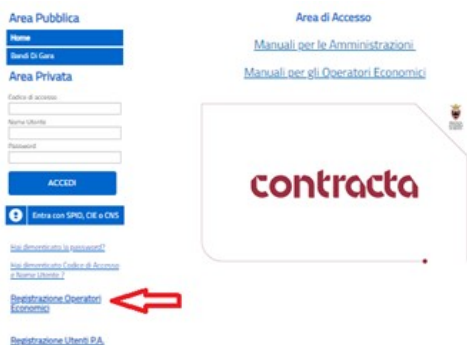 Area Pubblica
Home
Bandi Di Gara
Area Privata
Codice di accesso
Nome Utente
Password
ACCEDI
Entra con SPID, CIE o CNS
Hai dimenticato la password?
Hai dimenticato Codice di Accesso
e Nome Utente ?
Registrazione Operatori
Economici
Registrazione Utenti P.A.
Area di Accesso
Manuali per le Amministrazioni
Manuali per gli Operatori Economici
contracta